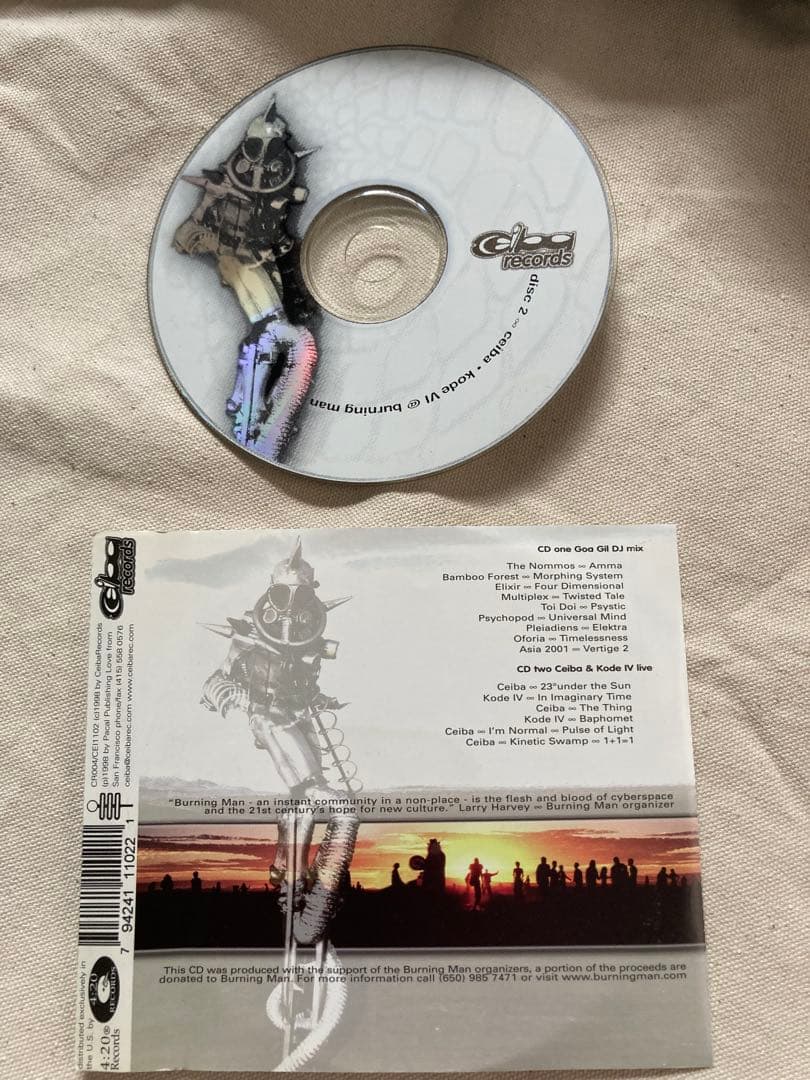 Ceiba
records
disc 2 ∞ ceiba • kode VI @ burning man
CD one Goa Gil DJ mix
The Nommos ∞ Amma
Bamboo Forest ∞ Morphing System
Elixir ∞ Four Dimensional
Multiplex ∞ Twisted Tale
Toi Doi ∞ Psystic
Psychopod ∞ Universal Mind
Pleiadiens ∞ Elektra
Oforia ∞ Timelessness
Asia 2001 ∞ Vertige 2
CD two Ceiba & Kode IV live
Ceiba ∞ 23°under the Sun
Kode IV ∞ In Imaginary Time
Ceiba ∞ The Thing
Kode IV ∞ Baphomet
Ceiba ∞ I'm Normal ∞ Pulse of Light
Ceiba ∞ Kinetic Swamp ∞ 1+1=1
"Burning Man - an instant community in a non-place - is the flesh and blood of cyberspace
and the 21st century's hope for new culture." Larry Harvey ∞ Burning Man organizer
This CD was produced with the support of the Burning Man organizers, a portion of the proceeds are
donated to Burning Man. For more information call (650) 985 7471 or visit www.burningman.com
Ceiba
records
CR004/CEI1102 (c)1998 by CeibaRecords
(p)1998 by Pacal Publishing Love from
San Francisco phone/fax (415) 558 0576
ceiba@ceibarec.com www.ceibarec.com
7 94241 11022 1
distributed exclusively in
the U.S. by
4:20
RECORDS
4:20®
Records